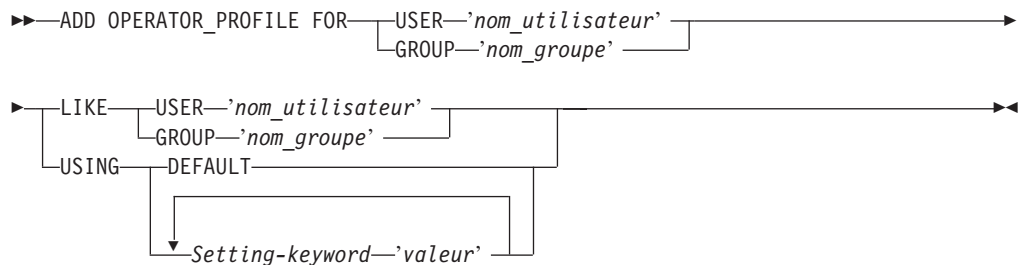 ADD OPERATOR_PROFILE FOR USER 'nom_utilisateur'
GROUP 'nom_groupe'
LIKE USER 'nom_utilisateur'
GROUP 'nom_groupe'
USING DEFAULT
Setting-keyword 'valeur'